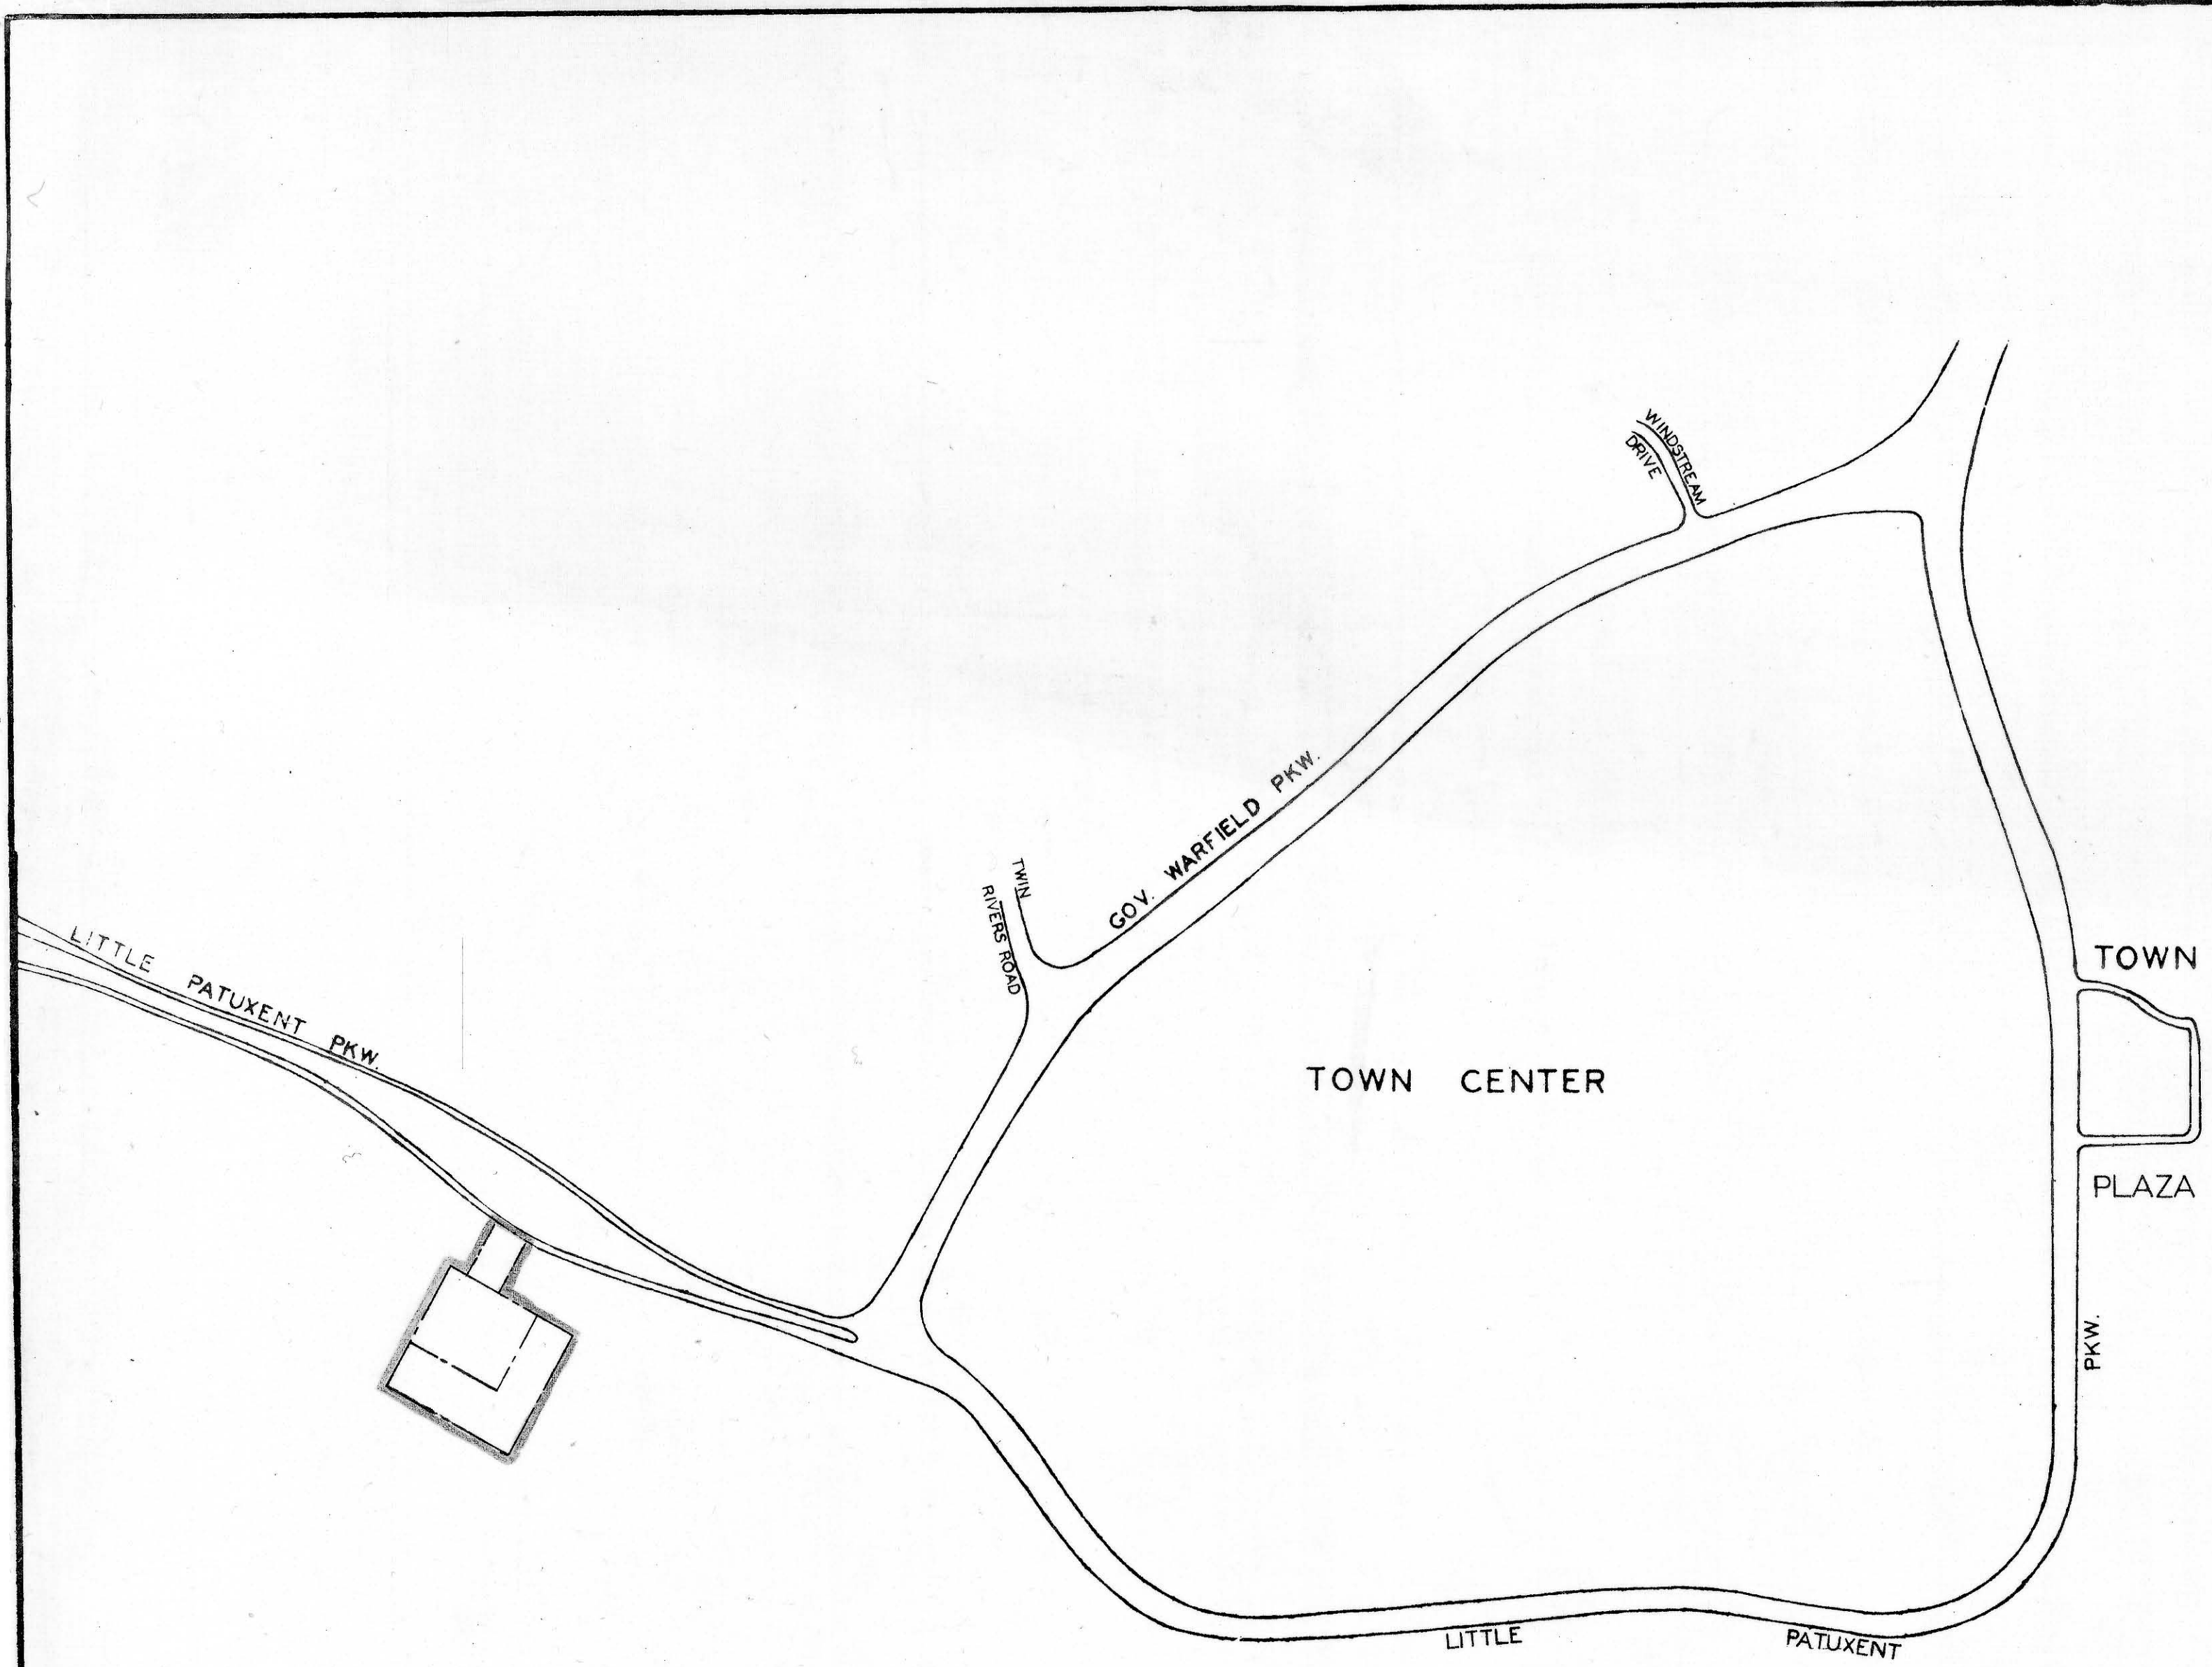 WINDSTREAM
DRIVE
GOV. WARFIELD PKW.
TWIN
RIVERS ROAD
LITTLE PATUXENT PKW.
TOWN
TOWN CENTER
PLAZA
PKW.
LITTLE PATUXENT